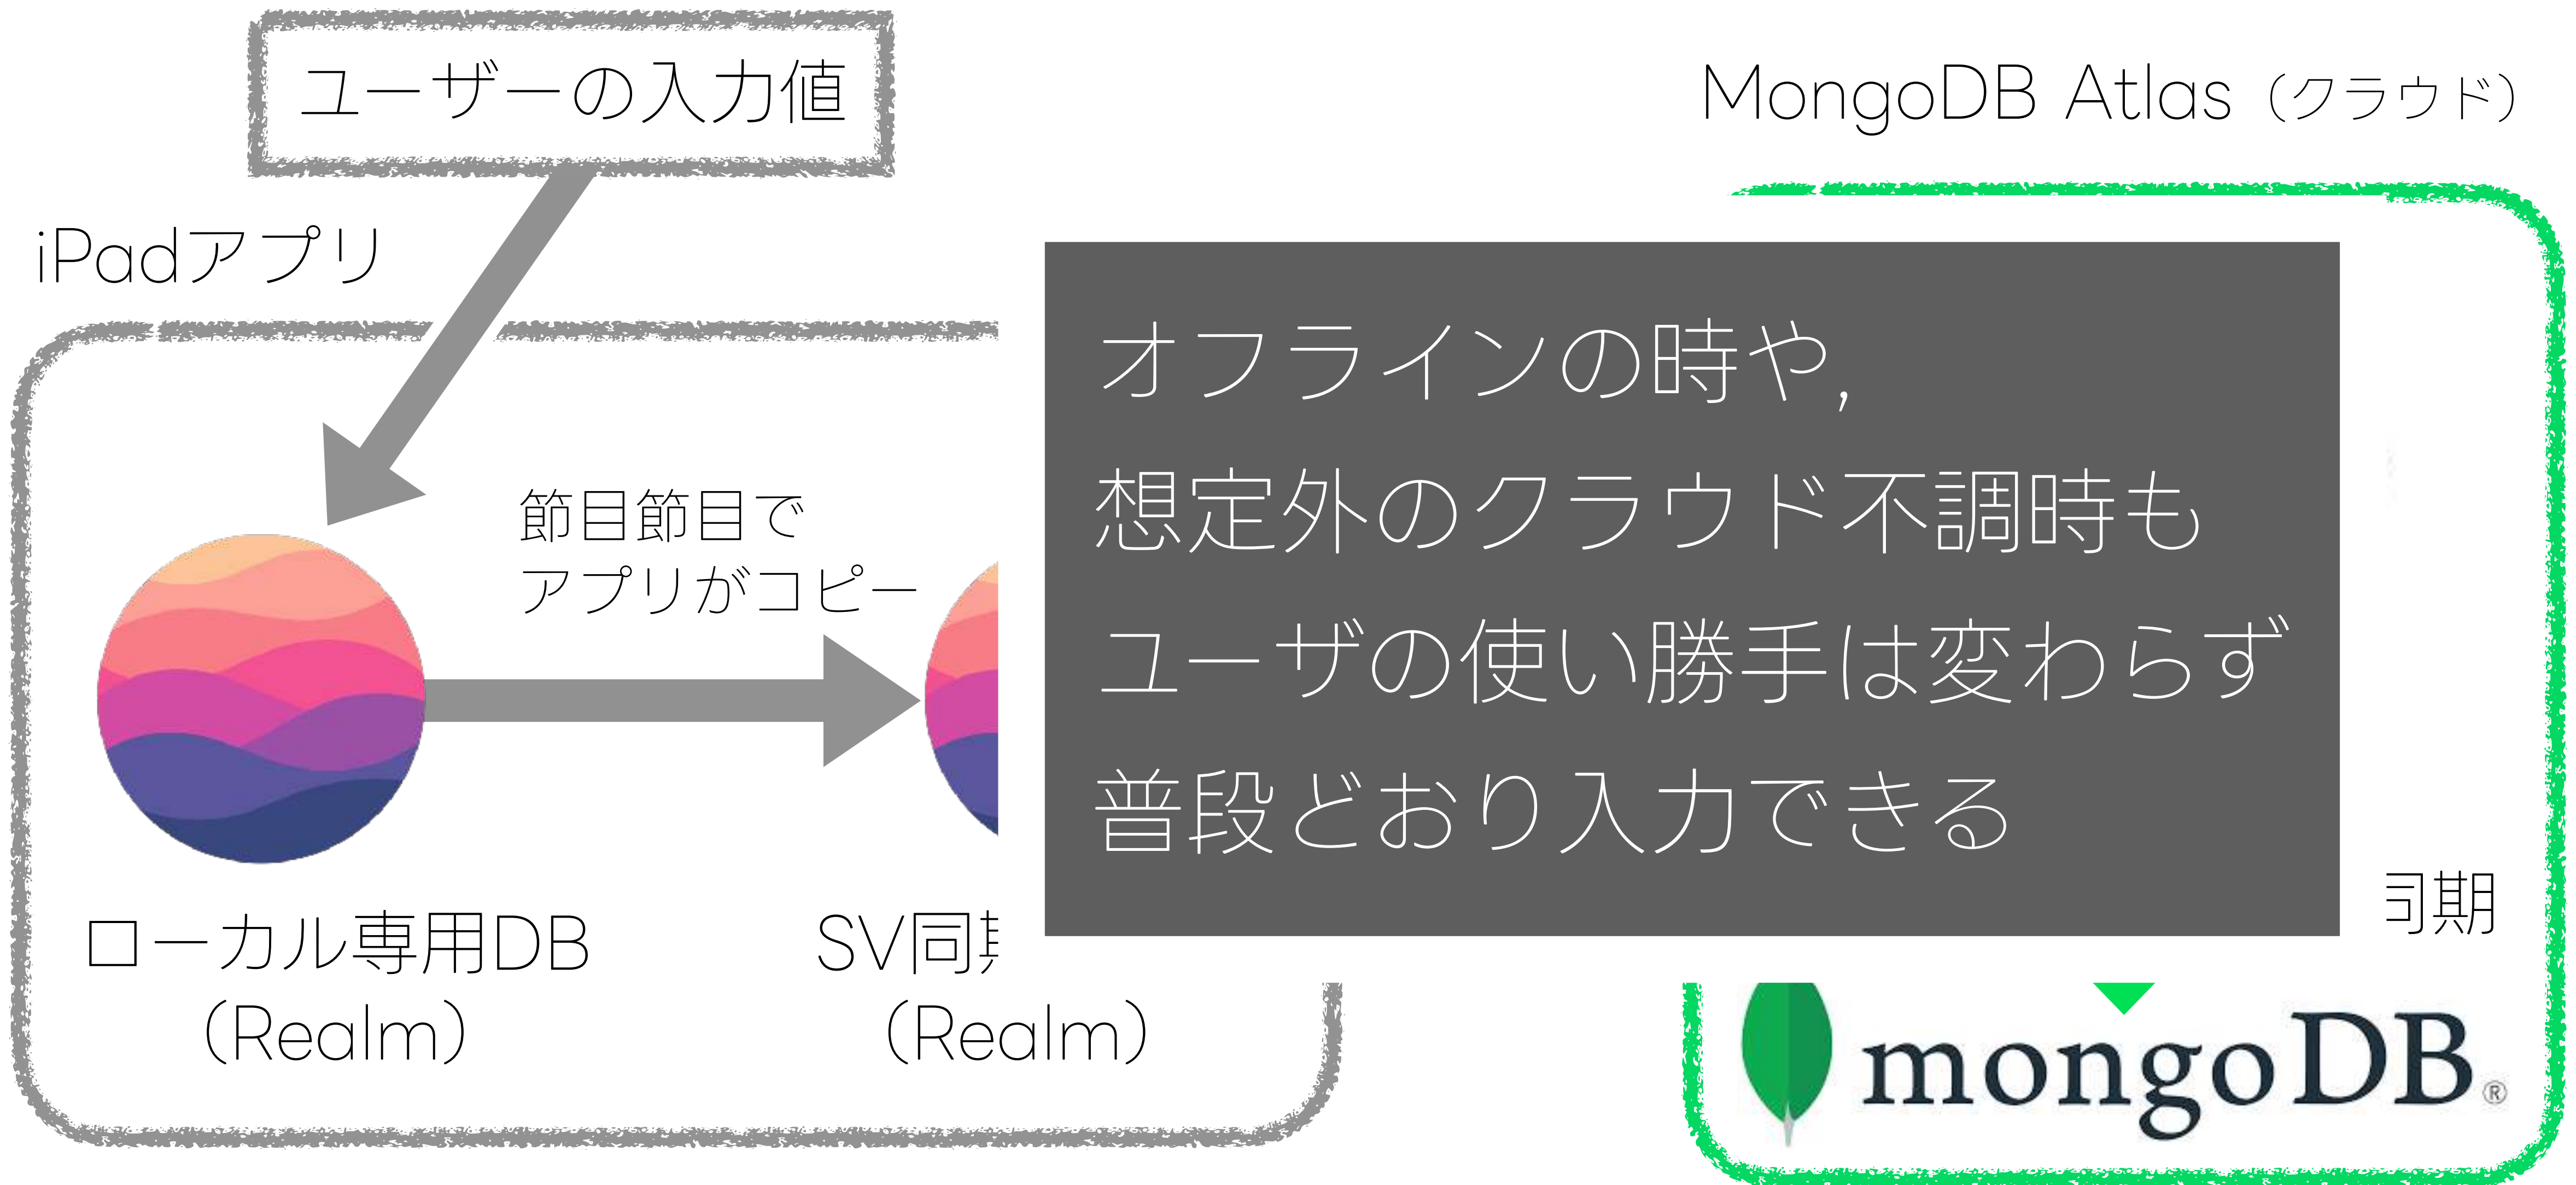 ユーザーの入力値
MongoDB Atlas（クラウド）
iPadアプリ
オフラインの時や,
想定外のクラウド不調時も
ユーザの使い勝手は変わらず
普段どおり入力できる
節目節目で
アプリがコピー
ローカル専用DB
(Realm)
SV同
(Realm)
期
mongoDB®